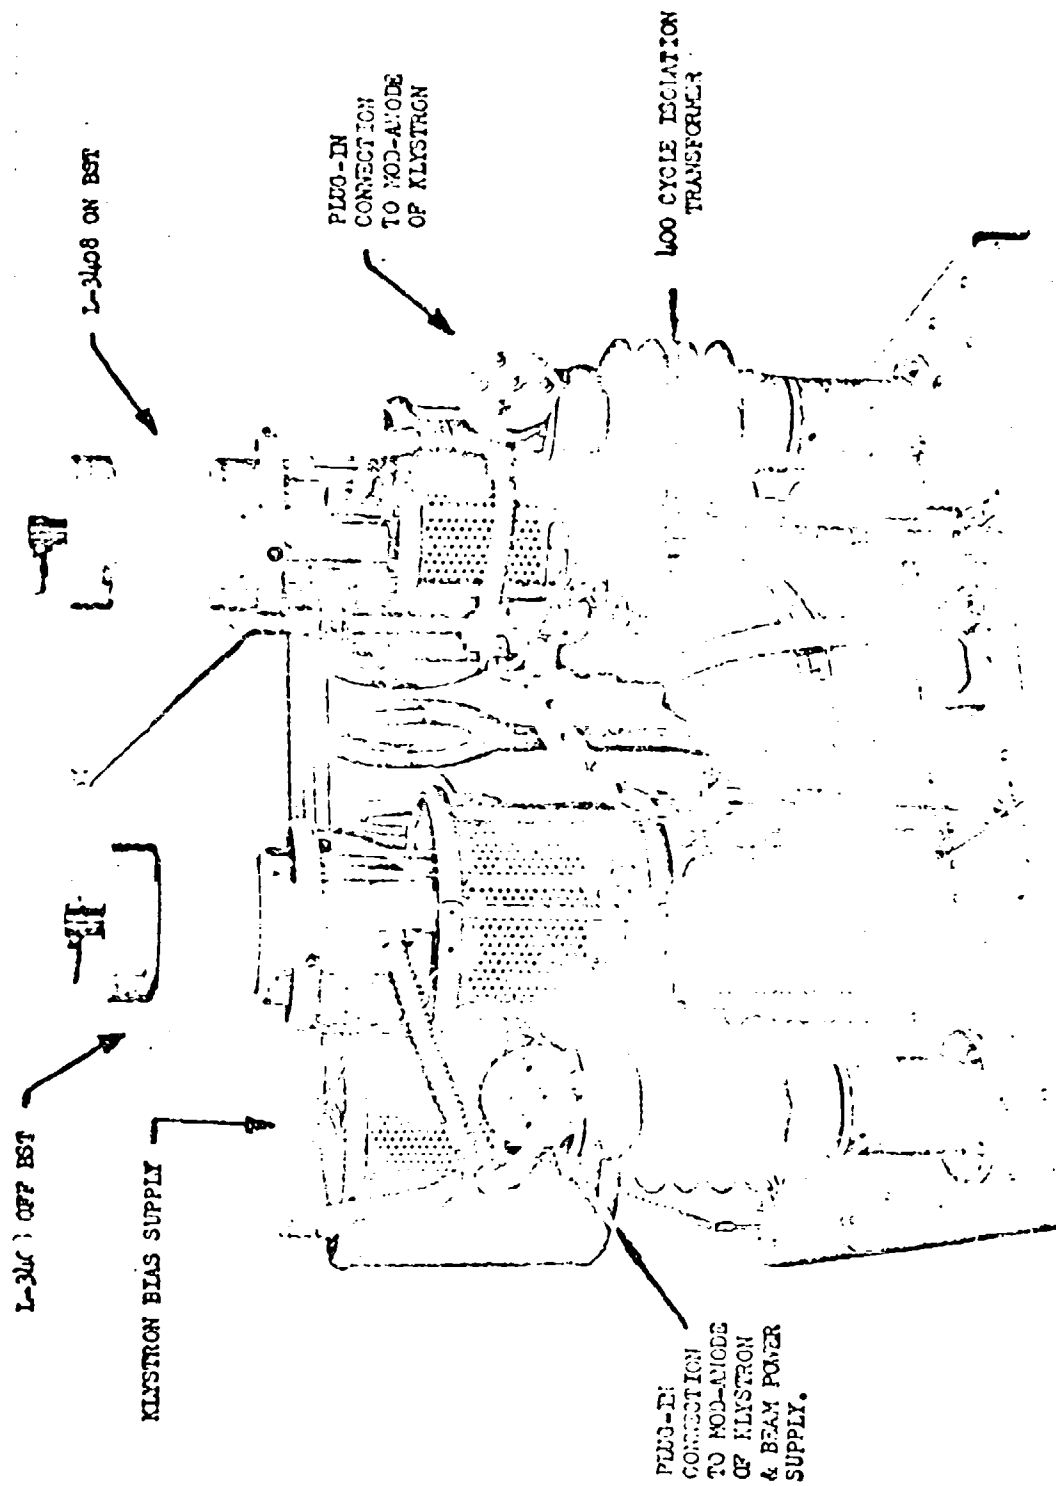 L-3408 ON BST
PLUG-IN
CONNECTION
TO MOD-ANODE
OF KLYSTRON
400 CYCLE ISOLATION
TRANSFORMER
OFF BST
KLYSTRON BIAS SUPPLY
PLUG-IN
CONNECTION
TO MOD-ANODE
OF KLYSTRON
& BEAM POWER
SUPPLY.